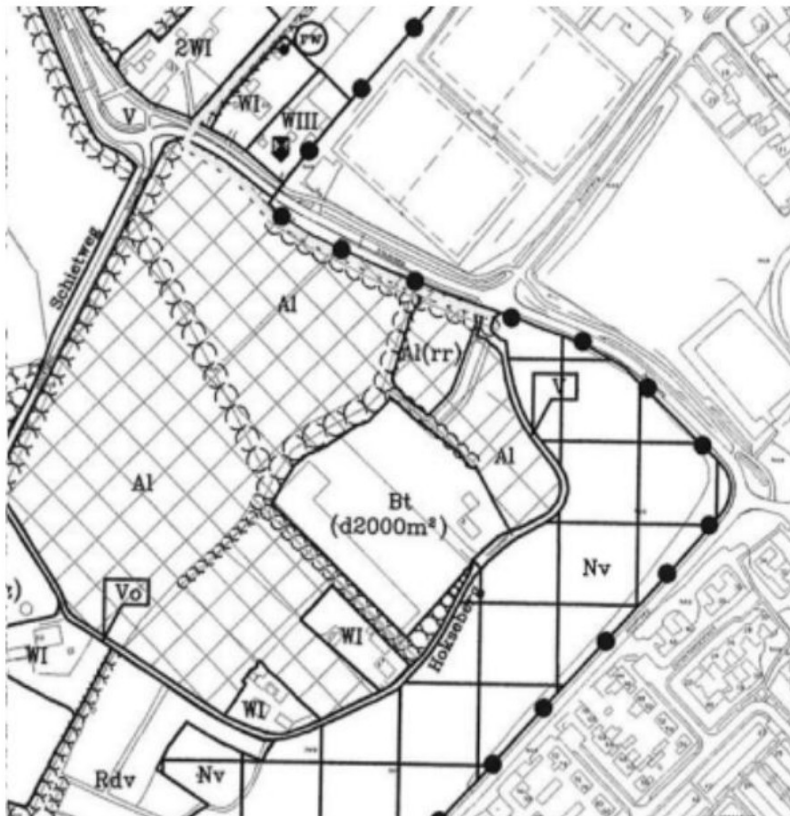 2WI
rw
WI
V
WIII
Schietweg
Al
Al(rr)
V
Al
Al
Bt
(d2000m²)
Nv
Vo
WI
Hokseberg
WI
WI
Rdv
Nv